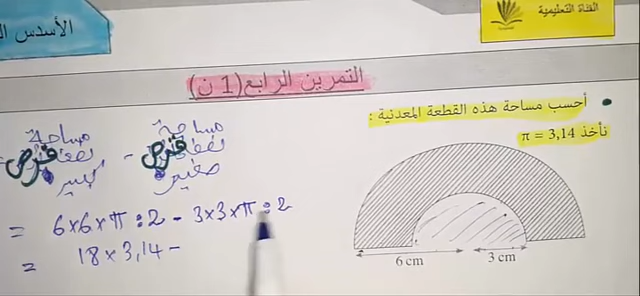 الأسدس
القناة التعليمية
التمرين الرابع(1 ن)
أحسب مساحة هذه القطعة المعدنية :
نأخذ π = 3,14
مساحة نصف قرص كبير - مساحة نصف قرص صغير
= 6×6×π:2 - 3×3×π:2
= 18×3,14 -
6 cm
3 cm